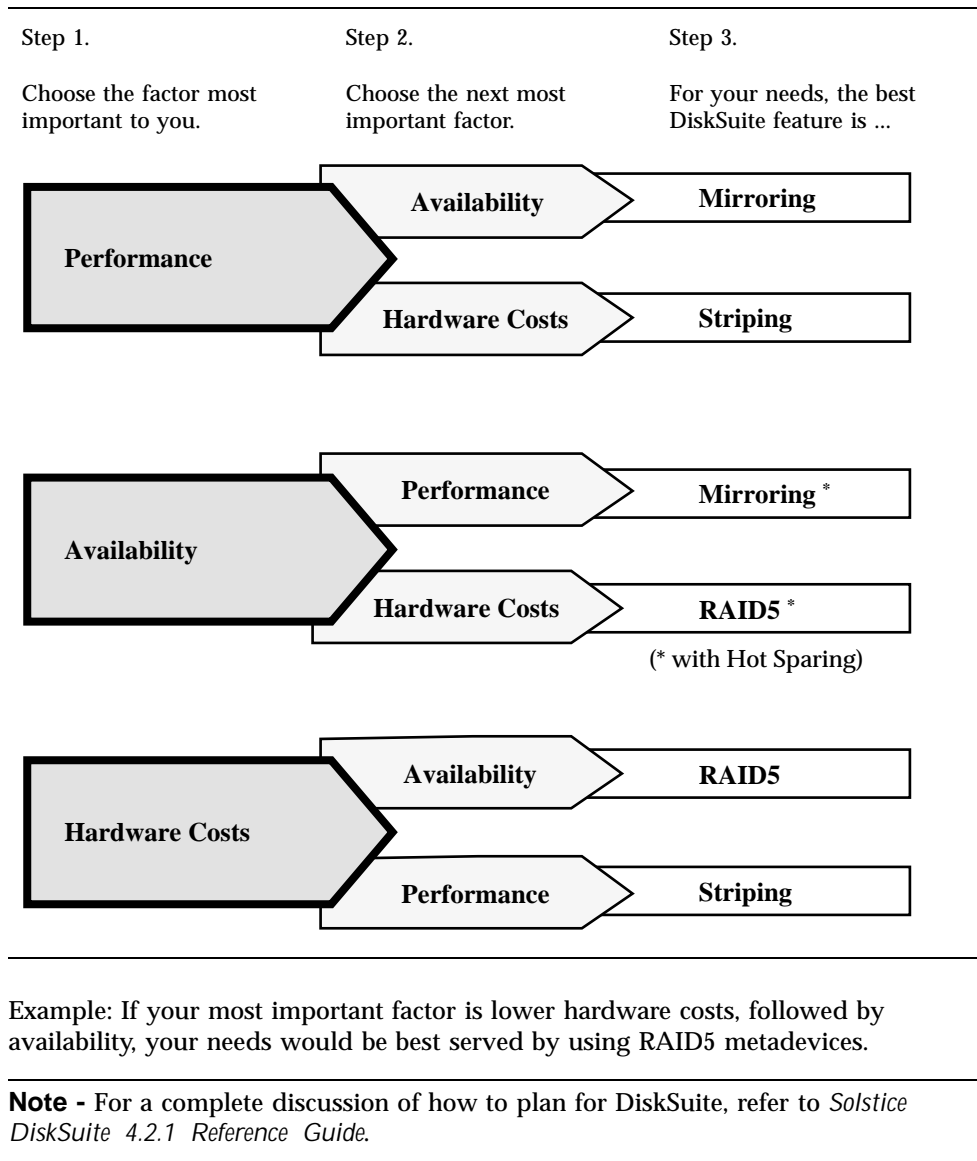 Step 1.
Step 2.
Step 3.
Choose the factor most
important to you.
Choose the next most
important factor.
For your needs, the best
DiskSuite feature is ...
Performance
Availability
Mirroring
Hardware Costs
Striping
Availability
Performance
Mirroring *
Hardware Costs
RAID5 *
(* with Hot Sparing)
Hardware Costs
Availability
RAID5
Performance
Striping
Example: If your most important factor is lower hardware costs, followed by
availability, your needs would be best served by using RAID5 metadevices.
Note - For a complete discussion of how to plan for DiskSuite, refer to Solstice
DiskSuite 4.2.1 Reference Guide.